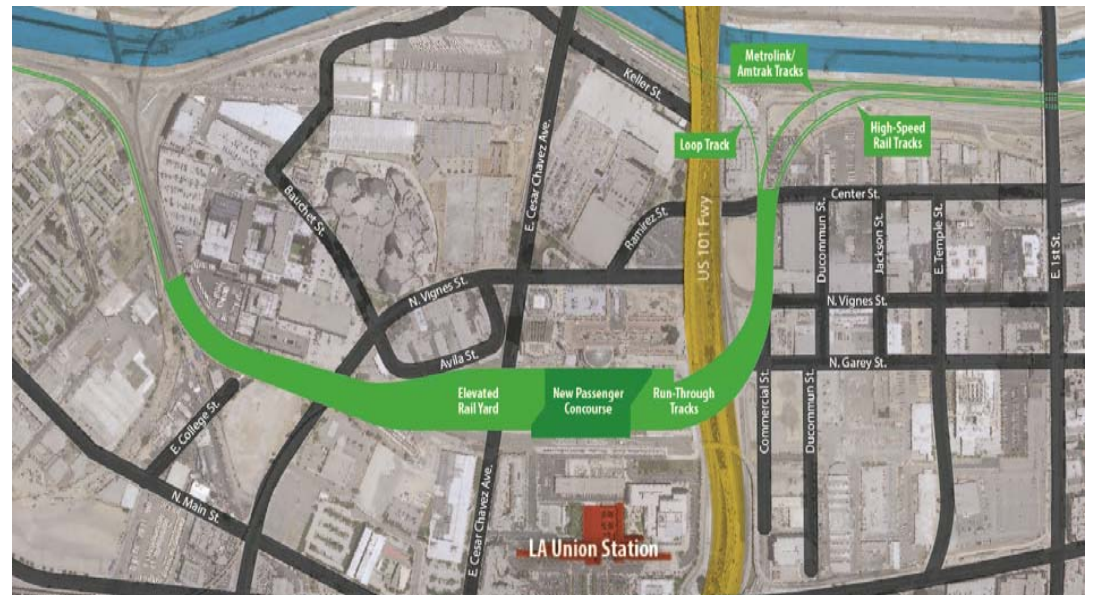 Metrolink/
Amtrak Tracks
Keller St.
High-Speed
Rail Tracks
Loop Track
E. Cesar Chavez Ave.
Bauchet St.
Center St.
Ramirez St
US 101 Fwy
Ducommun St.
Jackson St.
E. Temple St.
E. 1st St.
N. Vignes St.
N. Vignes St.
Avila St.
N. Garey St.
Elevated
Rail Yard
New Passenger
Concourse
Run-Through
Tracks
E. College St.
Commercial St.
Ducommun St.
N. Main St.
E. Cesar Chavez Ave.
LA Union Station